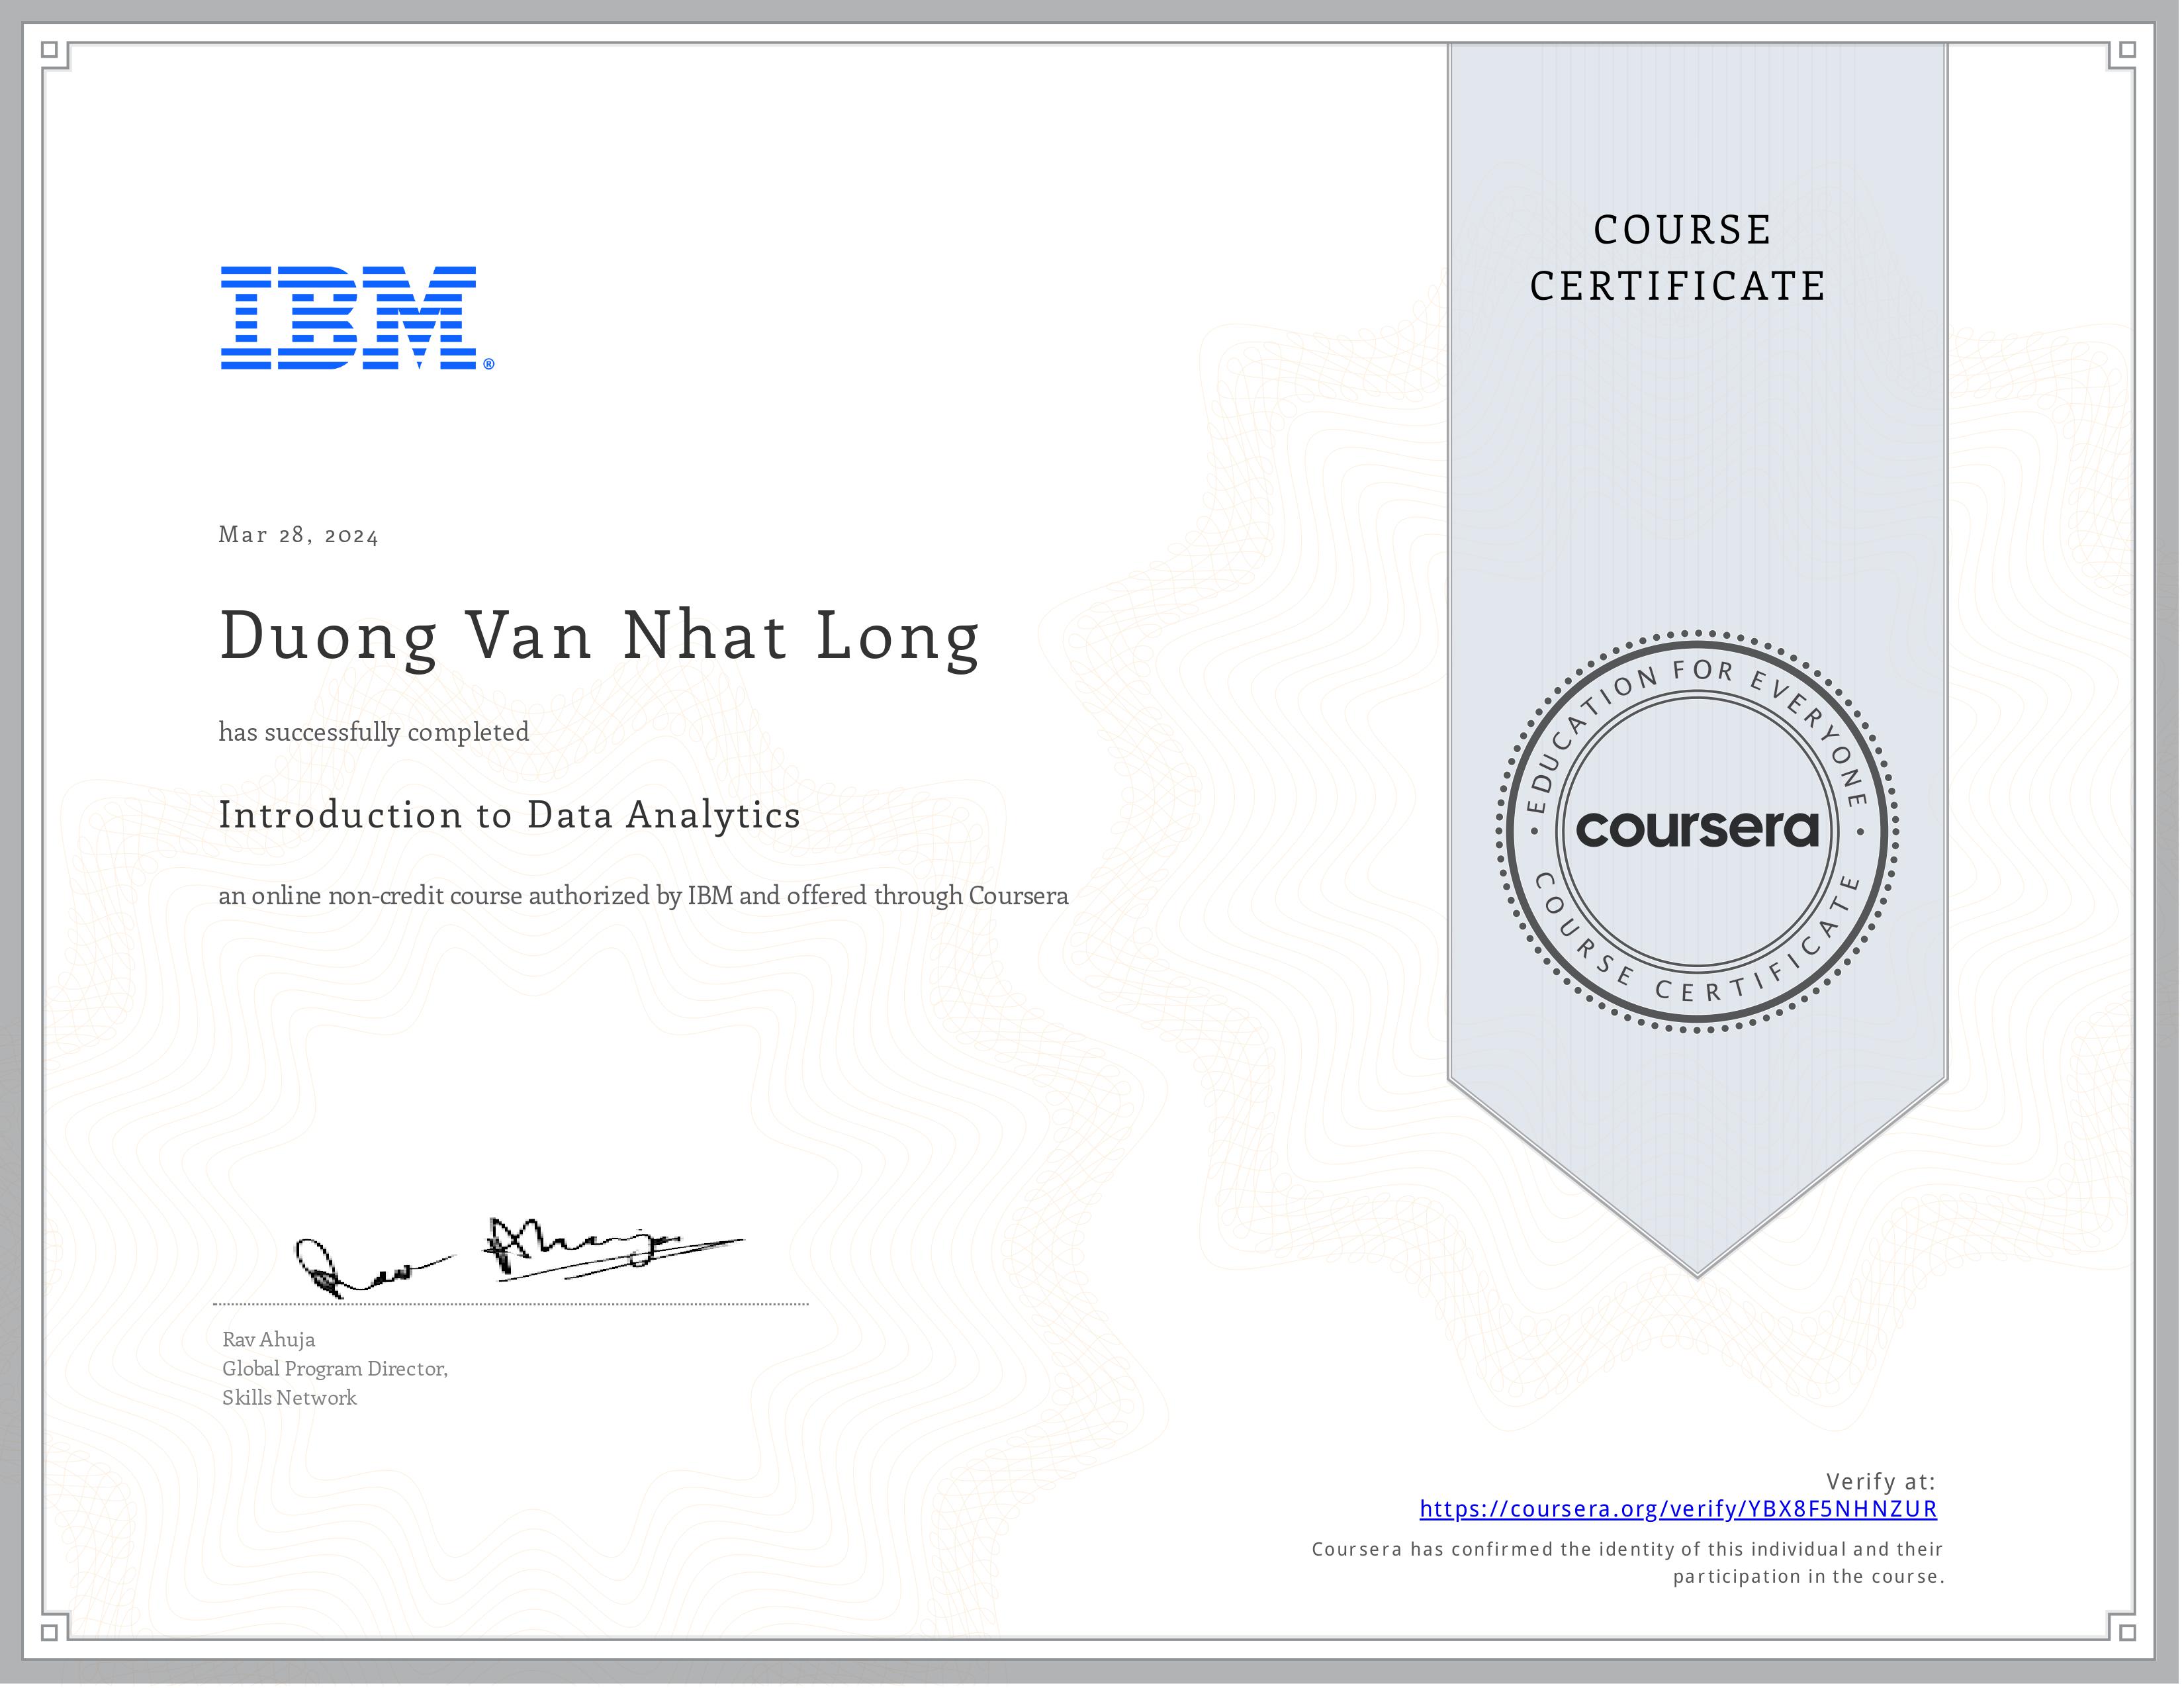 IBM®
COURSE
CERTIFICATE
Mar 28, 2024
Duong Van Nhat Long
has successfully completed
Introduction to Data Analytics
an online non-credit course authorized by IBM and offered through Coursera
EDUCATION FOR EVERYONE
coursera
COURSE CERTIFICATE
Rav Ahuja
Global Program Director,
Skills Network
Verify at:
https://coursera.org/verify/YBX8F5NHNZUR
Coursera has confirmed the identity of this individual and their
participation in the course.